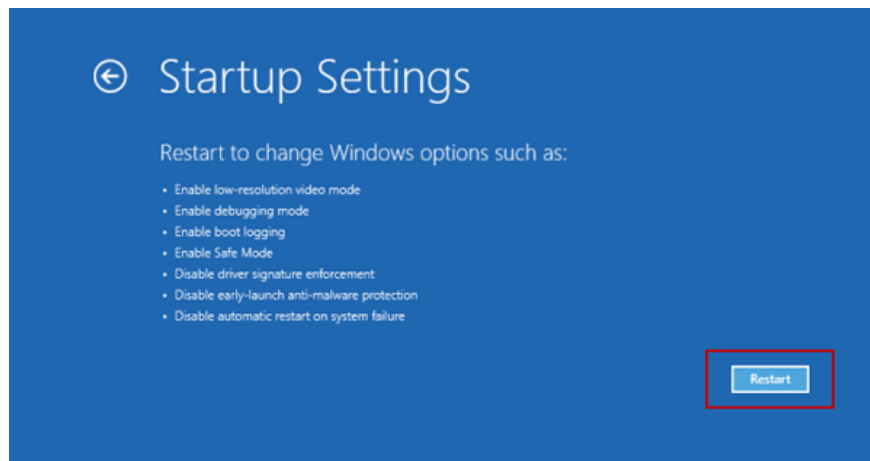 Startup Settings
Restart to change Windows options such as:
• Enable low-resolution video mode
• Enable debugging mode
• Enable boot logging
• Enable Safe Mode
• Disable driver signature enforcement
• Disable early-launch anti-malware protection
• Disable automatic restart on system failure
Restart